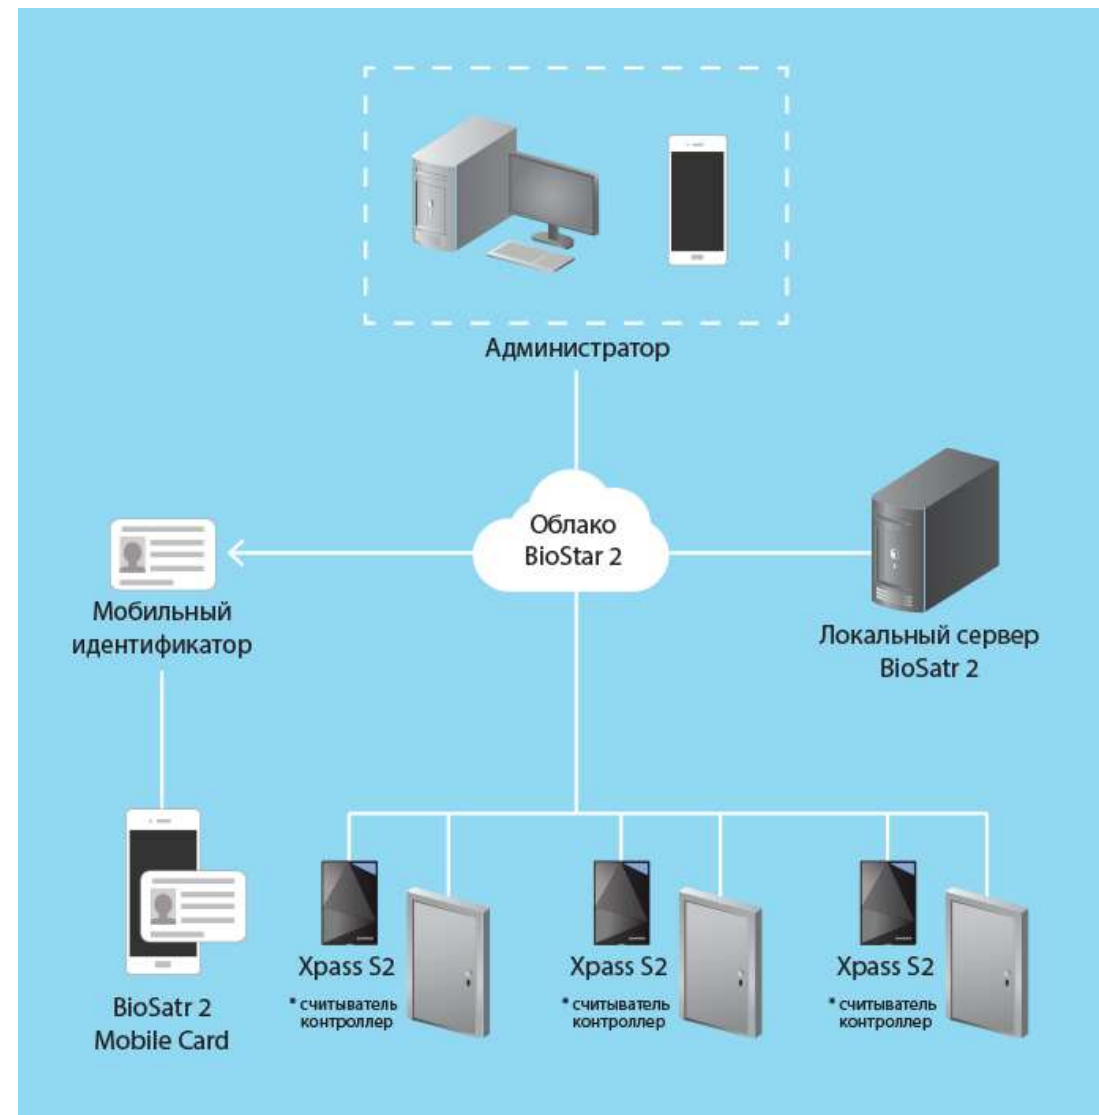 Администратор
Облако
BioStar 2
Мобильный
идентификатор
Локальный сервер
BioSatr 2
Xpass S2
* считыватель
контроллер
Xpass S2
* считыватель
контроллер
Xpass S2
* считыватель
контроллер
BioSatr 2
Mobile Card